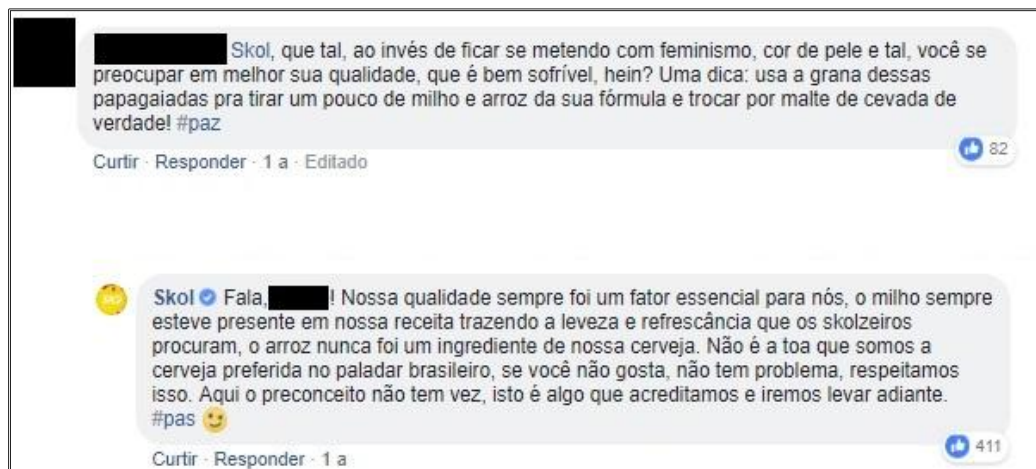 Skol, que tal, ao invés de ficar se metendo com feminismo, cor de pele e tal, você se
preocupar em melhor sua qualidade, que é bem sofrível, hein? Uma dica: usa a grana dessas
papagaiadas pra tirar um pouco de milho e arroz da sua fórmula e trocar por malte de cevada de
verdade! #paz
82
Curtir · Responder · 1 a · Editado
Skol Fala, ! Nossa qualidade sempre foi um fator essencial para nós, o milho sempre
esteve presente em nossa receita trazendo a leveza e refrescância que os skolzeiros
procuram, o arroz nunca foi um ingrediente de nossa cerveja. Não é a toa que somos a
cerveja preferida no paladar brasileiro, se você não gosta, não tem problema, respeitamos
isso. Aqui o preconceito não tem vez, isto é algo que acreditamos e iremos levar adiante.
#pas
411
Curtir · Responder · 1 a